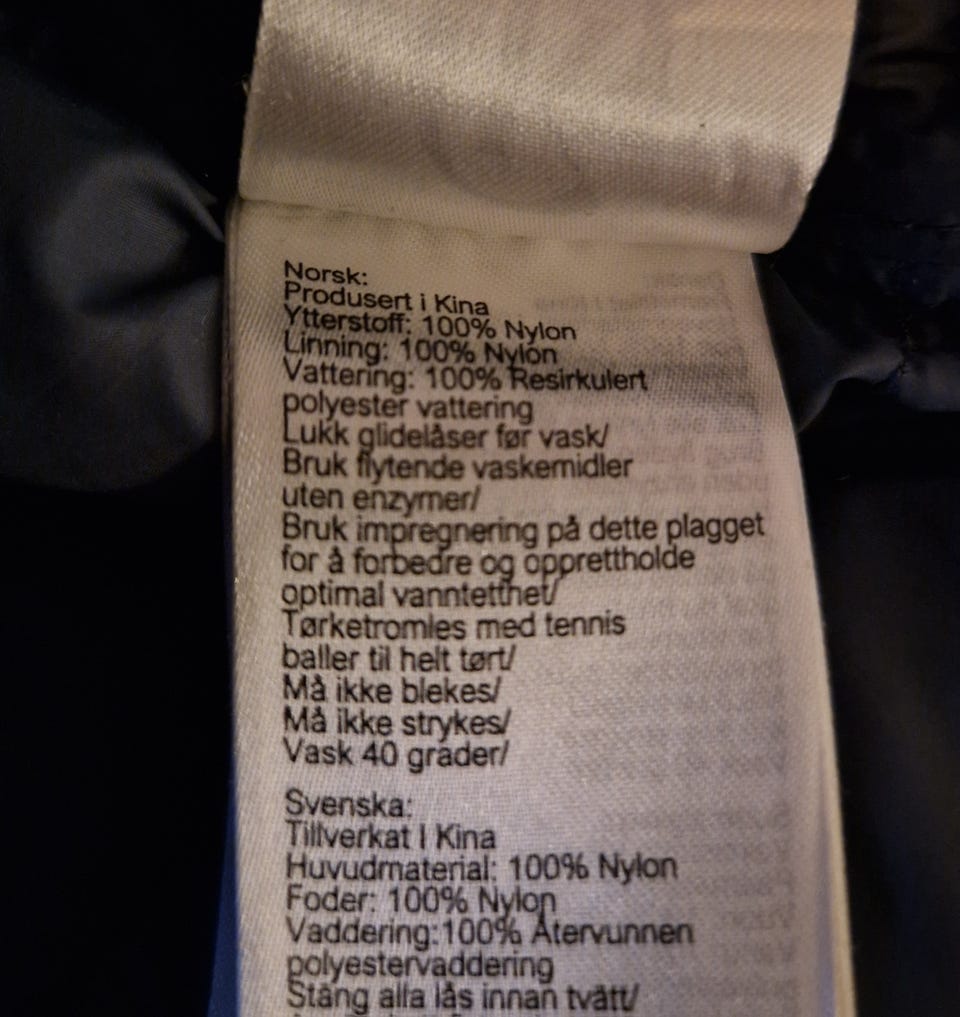 Norsk:
Produsert i Kina
Ytterstoff: 100% Nylon
Linning: 100% Nylon
Vattering: 100% Resirkulert
polyester vattering
Lukk glidelåser før vask/
Bruk flytende vaskemidler
uten enzymer/
Bruk impregnering på dette plagget
for å forbedre og opprettholde
optimal vanntetthet/
Tørketromles med tennis
baller til helt tørt/
Må ikke blekes/
Må ikke strykes/
Vask 40 grader/
Svenska:
Tillverkat I Kina
Huvudmaterial: 100% Nylon
Foder: 100% Nylon
Vaddering:100% Återvunnen
polyestervaddering
Stäng alla lås innan tvätt/